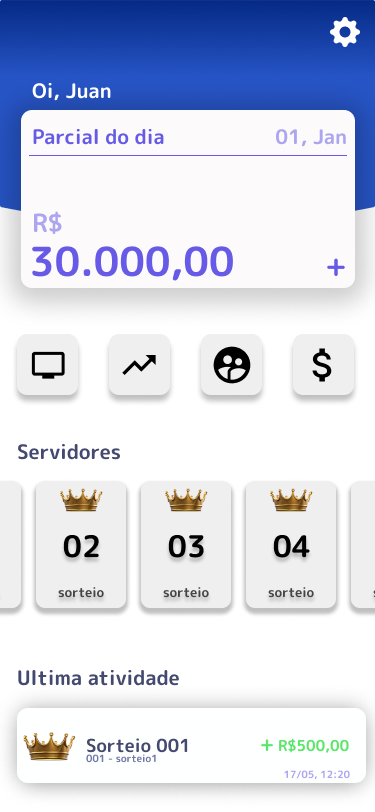 Oi, Juan
Parcial do dia 01, Jan
R$
30.000,00 +
$
Servidores
02 03 04
sorteio sorteio sorteio
Ultima atividade
Sorteio 001 + R$500,00
001 - sorteio1
17/05, 12:20